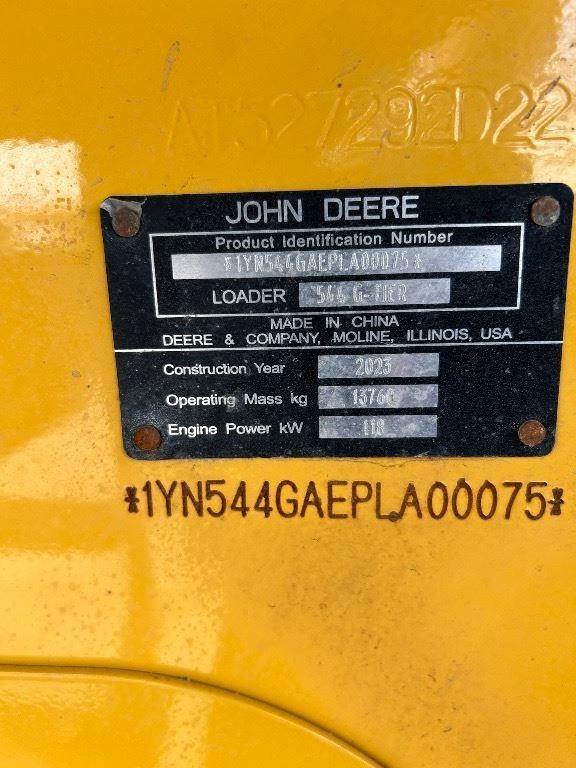 AT527292D22
JOHN DEERE
Product Identification Number
*1YN544GAEPLA00075*
LOADER 544 G-TIER
MADE IN CHINA
DEERE & COMPANY, MOLINE, ILLINOIS, USA
Construction Year 2023
Operating Mass kg 13760
Engine Power kW 118
*1YN544GAEPLA00075*